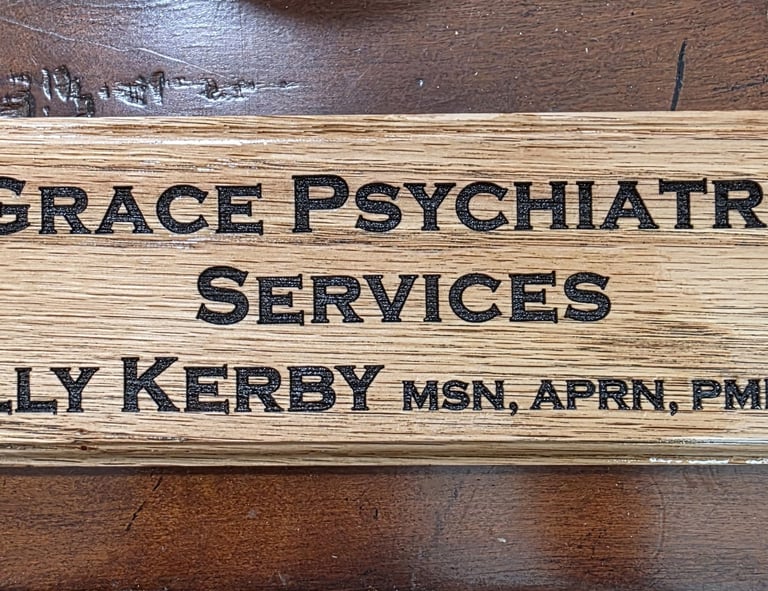 GRACE PSYCHIATR
SERVICES
LLY KERBY MSN, APRN, PM